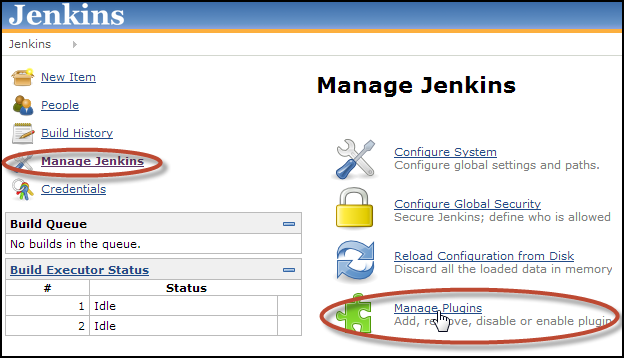 Jenkins
Jenkins
New Item
People
Build History
Manage Jenkins
Credentials
Build Queue
No builds in the queue.
Build Executor Status
# Status
1 Idle
2 Idle
Manage Jenkins
Configure System
Configure global settings and paths.
Configure Global Security
Secure Jenkins; define who is allowed
Reload Configuration from Disk
Discard all the loaded data in memory
Manage Plugins
Add, remove, disable or enable plugin